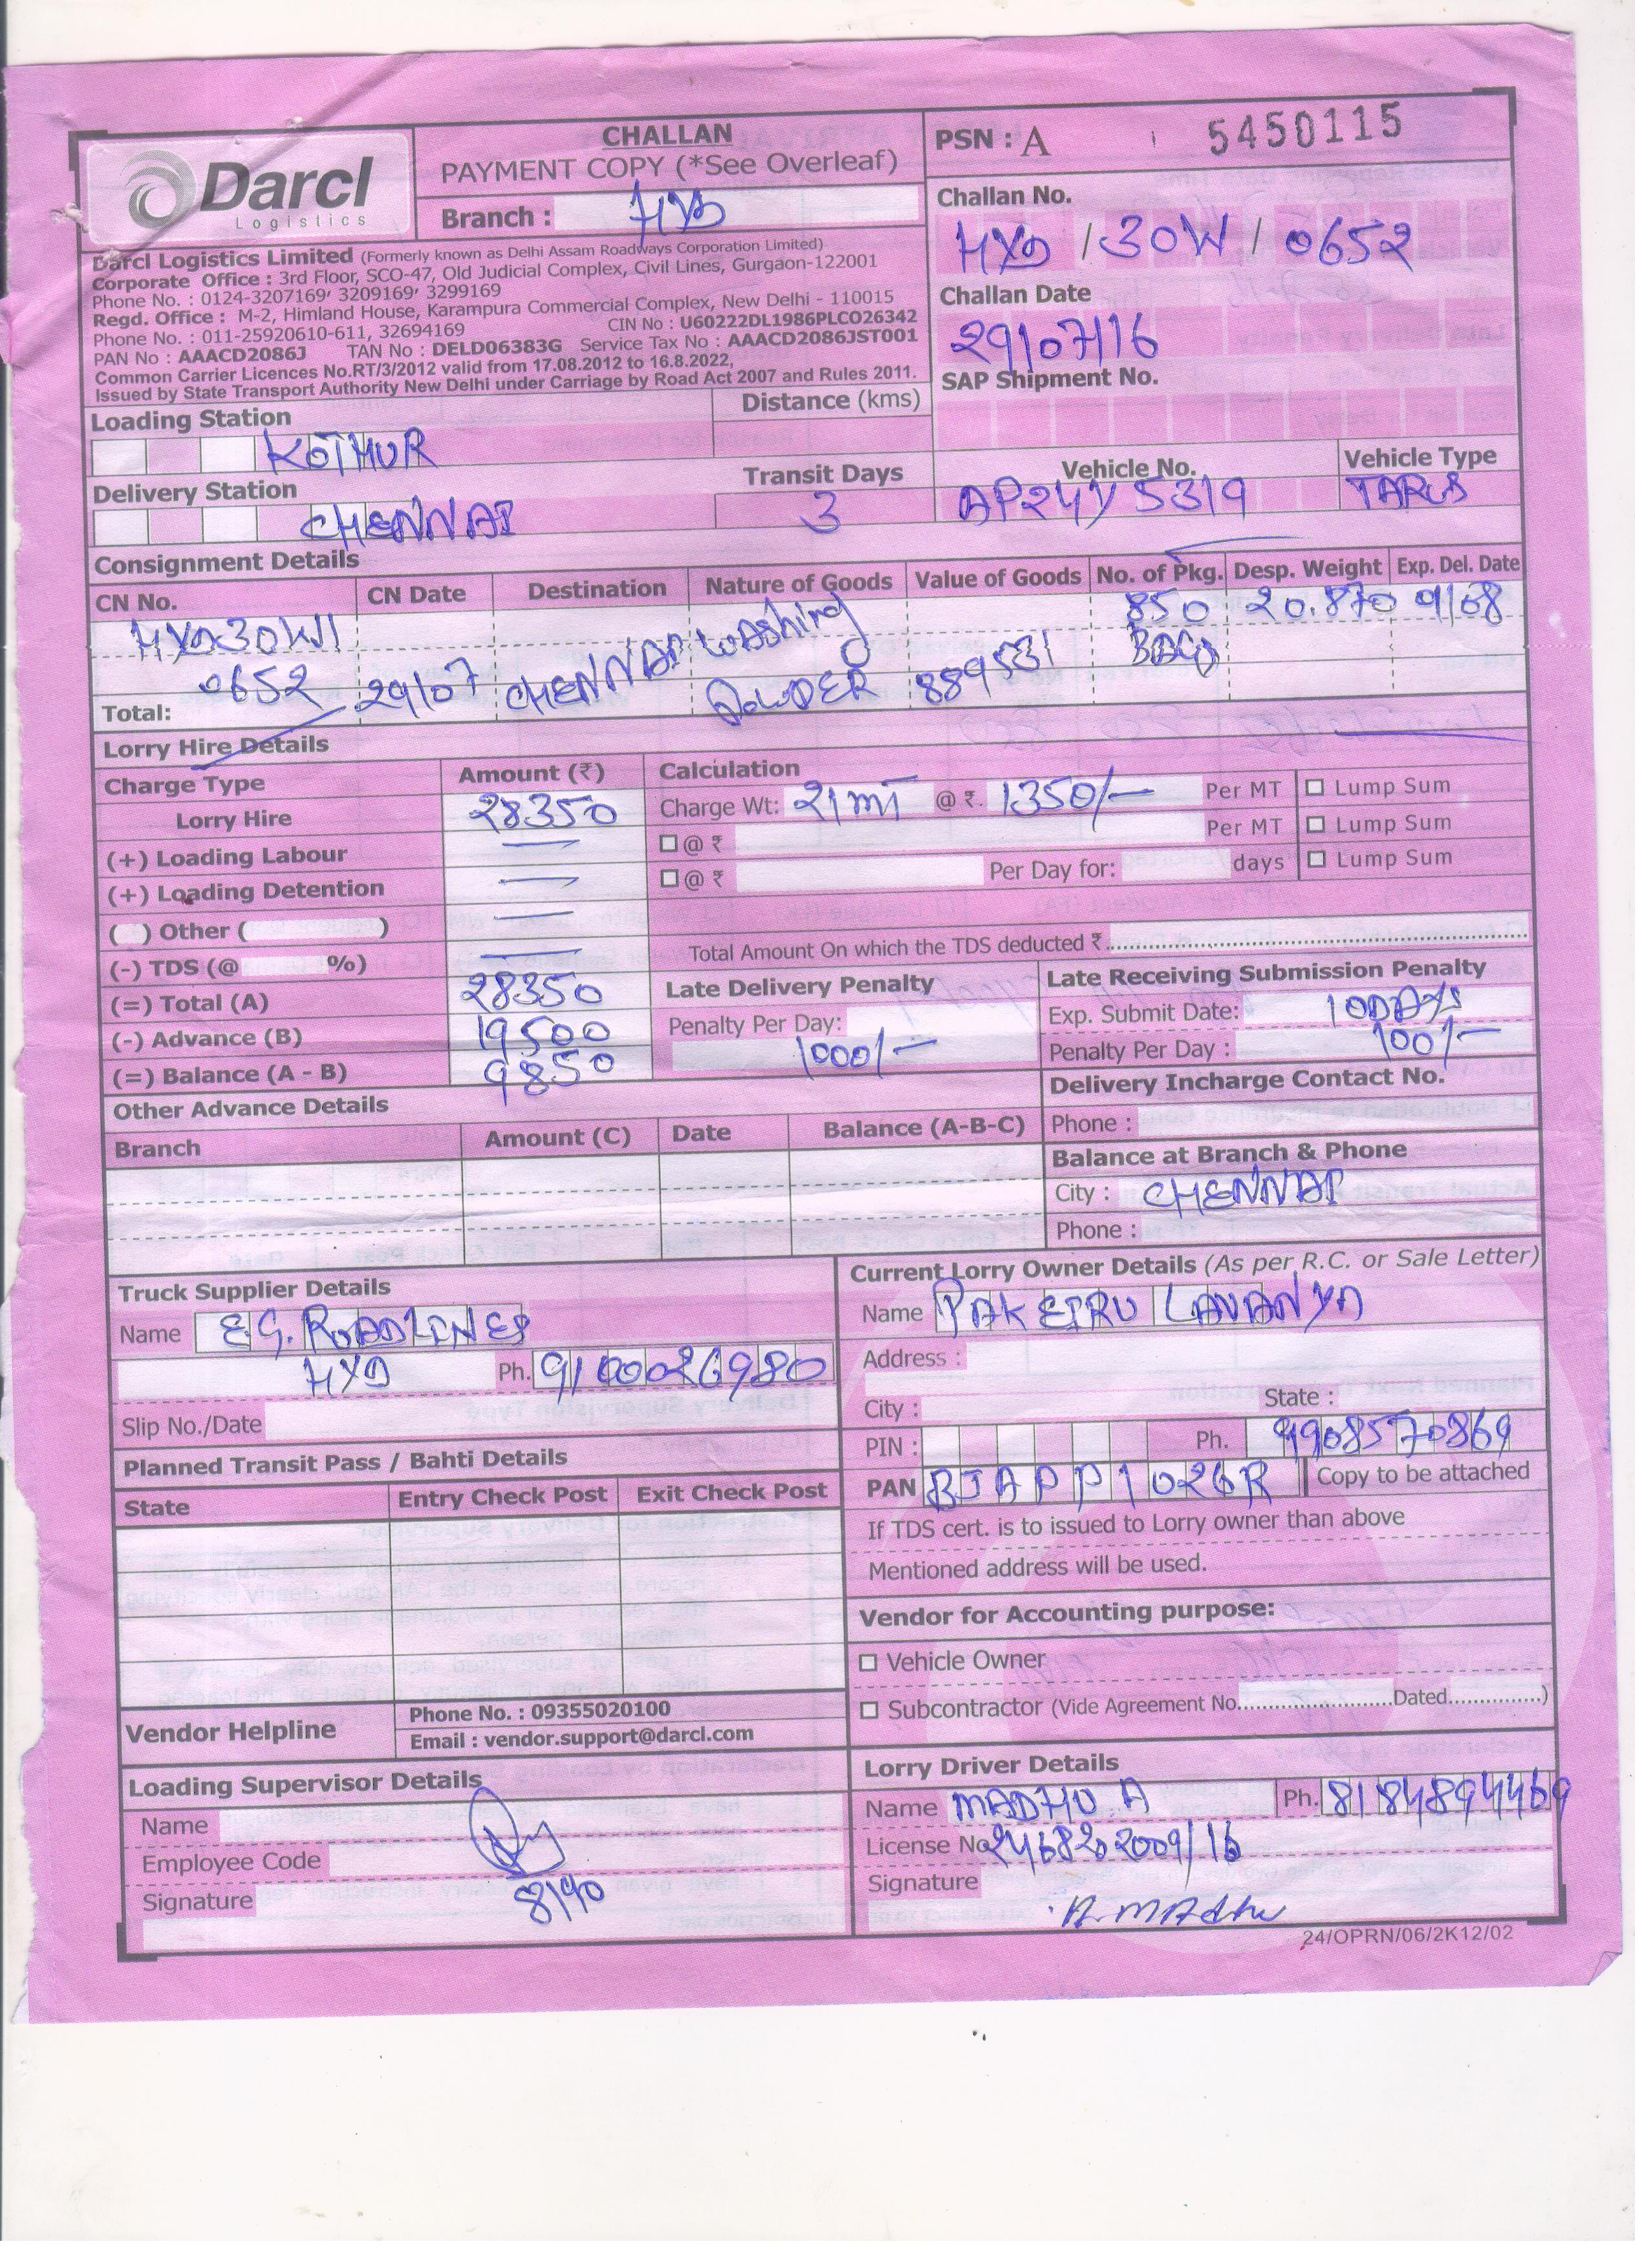 Darcl
Logistics
CHALLAN
PAYMENT COPY (*See Overleaf)
Branch : HYD
PSN : A 5450115
Challan No.
HYD / 30W / 0652
Challan Date
29/07/16
SAP Shipment No.
Darcl Logistics Limited (Formerly known as Delhi Assam Roadways Corporation Limited)
Corporate Office : 3rd Floor, SCO-47, Old Judicial Complex, Civil Lines, Gurgaon-122001
Phone No. : 0124-3207169, 3209169, 3299169
Regd. Office : M-2, Himland House, Karampura Commercial Complex, New Delhi - 110015
Phone No. : 011-25920610-611, 32694169 CIN No : U60222DL1986PLC026342
PAN No : AAACD2086J TAN No : DELD06383G Service Tax No : AAACD2086JST001
Common Carrier Licences No.RT/3/2012 valid from 17.08.2012 to 16.8.2022,
Issued by State Transport Authority New Delhi under Carriage by Road Act 2007 and Rules 2011.
Loading Station Distance (kms)
KOTHUR
Delivery Station Transit Days Vehicle No. Vehicle Type
CHENNAI 3 AP24Y5319
Consignment Details
CN No. CN Date Destination Nature of Goods Value of Goods No. of Pkg. Desp. Weight Exp. Del. Date
HYD30W/ Washing 850 20.870
0652 29/07 CHENNAI POWDER 889531 BAGS
Total:
Lorry Hire Details
Charge Type Amount (₹) Calculation
Lorry Hire 28350 Charge Wt: 21 MT @ ₹. 1350/- Per MT Lump Sum
(+) Loading Labour @ ₹ Per MT Lump Sum
(+) Loading Detention @ ₹ Per Day for: days Lump Sum
( ) Other ( )
(-) TDS (@ %) Total Amount On which the TDS deducted ₹
(=) Total (A) 28350 Late Delivery Penalty Late Receiving Submission Penalty
(-) Advance (B) 19500 Penalty Per Day: Exp. Submit Date: 10DAYS
(=) Balance (A - B) 9850 1000/- Penalty Per Day : 100/-
Other Advance Details Delivery Incharge Contact No.
Branch Amount (C) Date Balance (A-B-C) Phone :
Balance at Branch & Phone
City : CHENNAI
Phone :
Truck Supplier Details
Name E.G. ROADLINES
HYD Ph. 9100026980
Slip No./Date
Current Lorry Owner Details (As per R.C. or Sale Letter)
Name PAKEIRU LAVANYA
Address :
City : State :
PIN : Ph. 9908570869
PAN BJAPP1026R Copy to be attached
If TDS cert. is to issued to Lorry owner than above
Mentioned address will be used.
Planned Transit Pass / Bahti Details
State Entry Check Post Exit Check Post
Vendor for Accounting purpose:
Vehicle Owner
Subcontractor (Vide Agreement No. Dated )
Vendor Helpline
Phone No. : 09355020100
Email : vendor.support@darcl.com
Loading Supervisor Details
Name
Employee Code
Signature 8190
Lorry Driver Details
Name MADHU A Ph. 8184894469
License No 2468202009/16
Signature A. MAdhu
24/OPRN/06/2K12/02